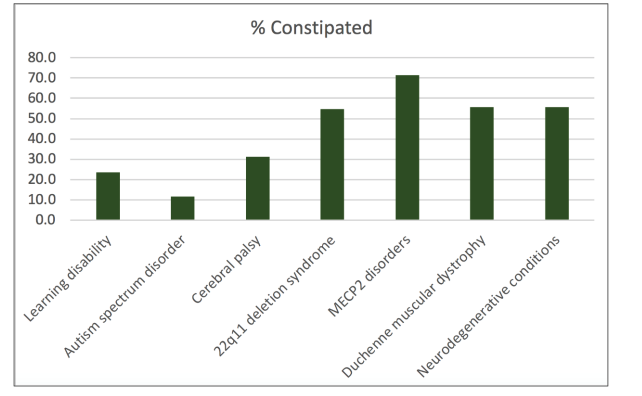 % Constipated
80.0
70.0
60.0
50.0
40.0
30.0
20.0
10.0
0.0
Learning disability
Autism spectrum disorder
Cerebral palsy
22q11 deletion syndrome
MECP2 disorders
Duchenne muscular dystrophy
Neurodegenerative conditions